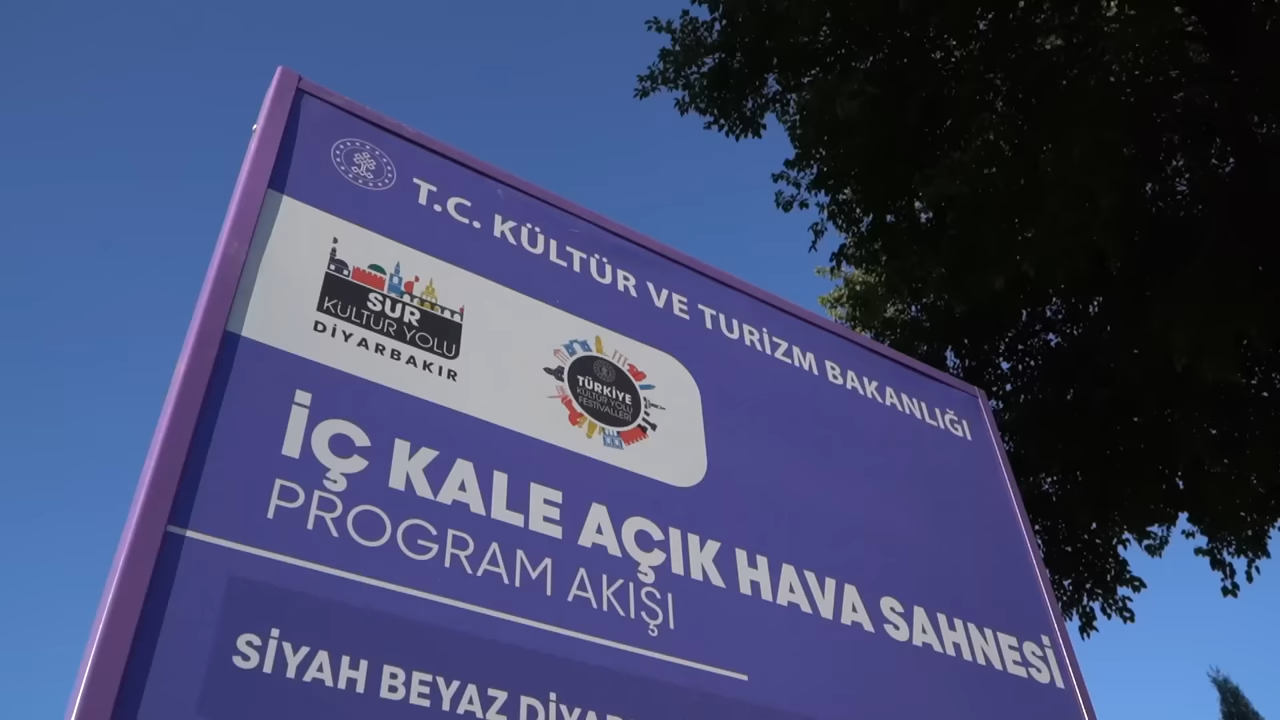 T.C. KÜLTÜR VE TURİZM BAKANLIĞI
SUR
KÜLTÜR YOLU
DİYARBAKIR
TÜRKİYE
KÜLTÜR YOLU
FESTİVALLERİ
İÇ KALE AÇIK HAVA SAHNESİ
PROGRAM AKIŞI
SİYAH BEYAZ